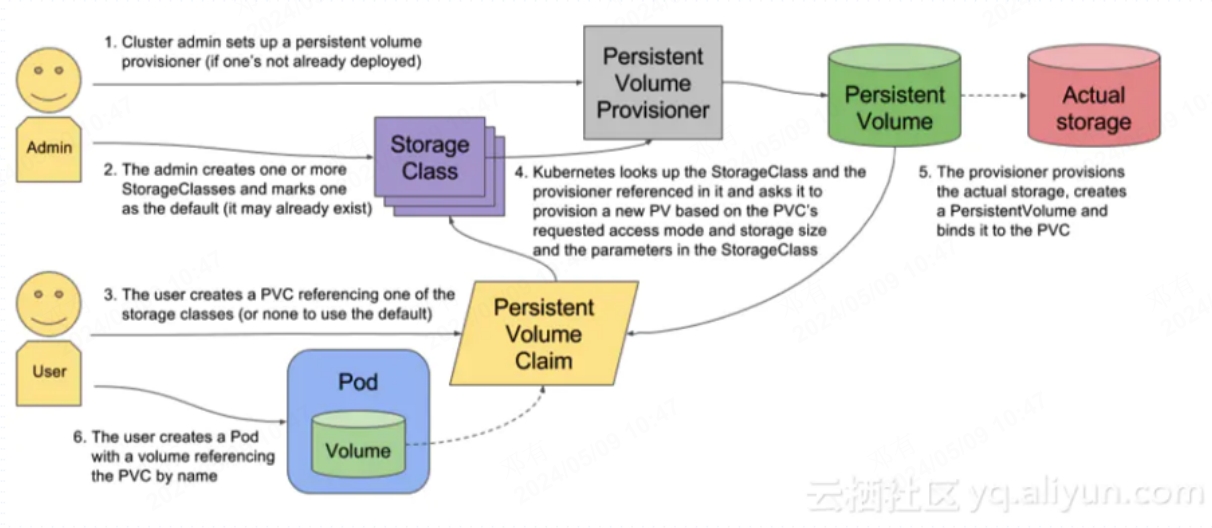 1. Cluster admin sets up a persistent volume
provisioner (if one's not already deployed)
Persistent
Volume
Provisioner
Persistent
Volume
Actual
storage
Admin
Storage
Class
2. The admin creates one or more
StorageClasses and marks one
as the default (it may already exist)
4. Kubernetes looks up the StorageClass and the
provisioner referenced in it and asks it to
provision a new PV based on the PVC's
requested access mode and storage size
and the parameters in the StorageClass
5. The provisioner provisions
the actual storage, creates
a PersistentVolume and
binds it to the PVC
3. The user creates a PVC referencing one of the
storage classes (or none to use the default)
Persistent
Volume
Claim
User
Pod
Volume
6. The user creates a Pod
with a volume referencing
the PVC by name
云栖社区 yq.aliyun.com
2024/05/09 10:47